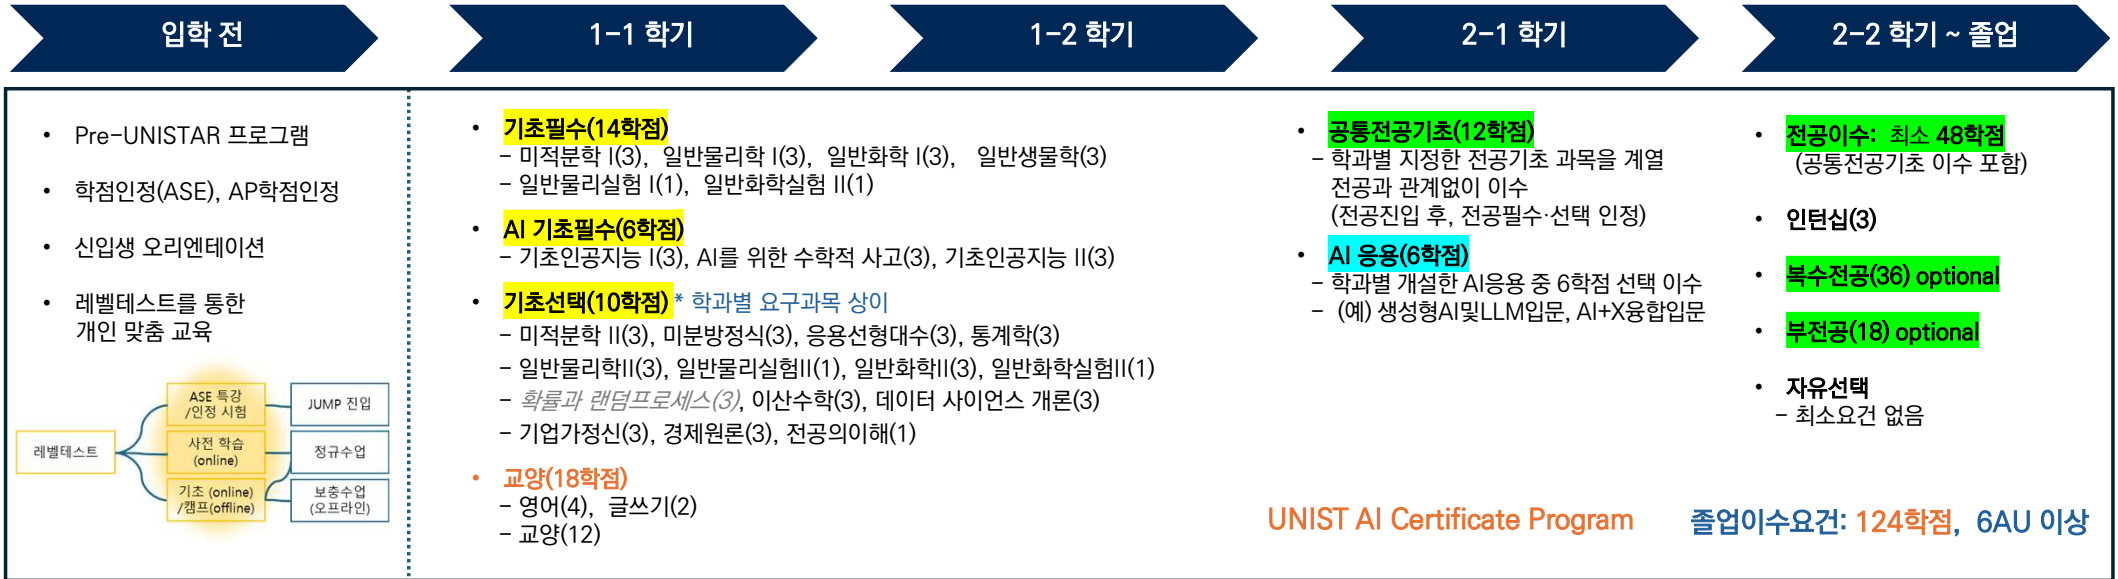 입학 전
1-1 학기
1-2 학기
2-1 학기
2-2 학기 ~ 졸업
• Pre-UNISTAR 프로그램
• 학점인정(ASE), AP학점인정
• 신입생 오리엔테이션
• 레벨테스트를 통한
개인 맞춤 교육
레벨테스트
ASE 특강
/인정 시험
사전 학습
(online)
기초 (online)
/캠프(offline)
JUMP 진입
정규수업
보충수업
(오프라인)
• 기초필수(14학점)
- 미적분학 I(3), 일반물리학 I(3), 일반화학 I(3), 일반생물학(3)
- 일반물리실험 I(1), 일반화학실험 II(1)
• AI 기초필수(6학점)
- 기초인공지능 I(3), AI를 위한 수학적 사고(3), 기초인공지능 II(3)
• 기초선택(10학점) * 학과별 요구과목 상이
- 미적분학 II(3), 미분방정식(3), 응용선형대수(3), 통계학(3)
- 일반물리학II(3), 일반물리실험II(1), 일반화학II(3), 일반화학실험II(1)
- 확률과 랜덤프로세스(3), 이산수학(3), 데이터 사이언스 개론(3)
- 기업가정신(3), 경제원론(3), 전공의이해(1)
• 교양(18학점)
- 영어(4), 글쓰기(2)
- 교양(12)
• 공통전공기초(12학점)
- 학과별 지정한 전공기초 과목을 계열
전공과 관계없이 이수
(전공진입 후, 전공필수·선택 인정)
• AI 응용(6학점)
- 학과별 개설한 AI응용 중 6학점 선택 이수
- (예) 생성형AI및LLM입문, AI+X융합입문
• 전공이수: 최소 48학점
(공통전공기초 이수 포함)
• 인턴십(3)
• 복수전공(36) optional
• 부전공(18) optional
• 자유선택
- 최소요건 없음
UNIST AI Certificate Program
졸업이수요건: 124학점, 6AU 이상